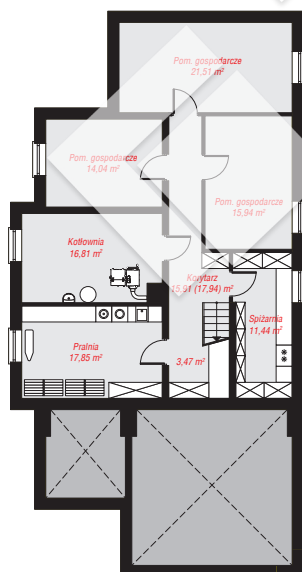 Pom. gospodarcze
21,51 m²
Pom. gospodarcze
14,04 m²
Pom. gospodarcze
15,94 m²
Kotłownia
16,81 m²
Korytarz
15,91 (17,94) m²
Spiżarnia
11,44 m²
Pralnia
17,85 m²
3,47 m²